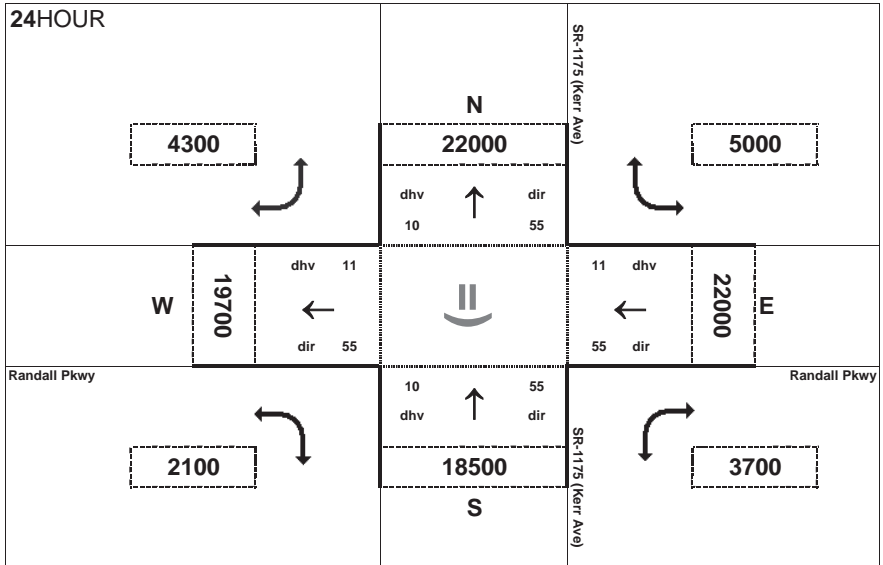 24HOUR
SR-1175 (Kerr Ave)
N
4300
22000
5000
dhv dir
10 55
dhv 11
11 dhv
W
19700
22000
E
dir 55
55 dir
Randall Pkwy
Randall Pkwy
10 55
dhv dir
2100
18500
3700
SR-1175 (Kerr Ave)
S